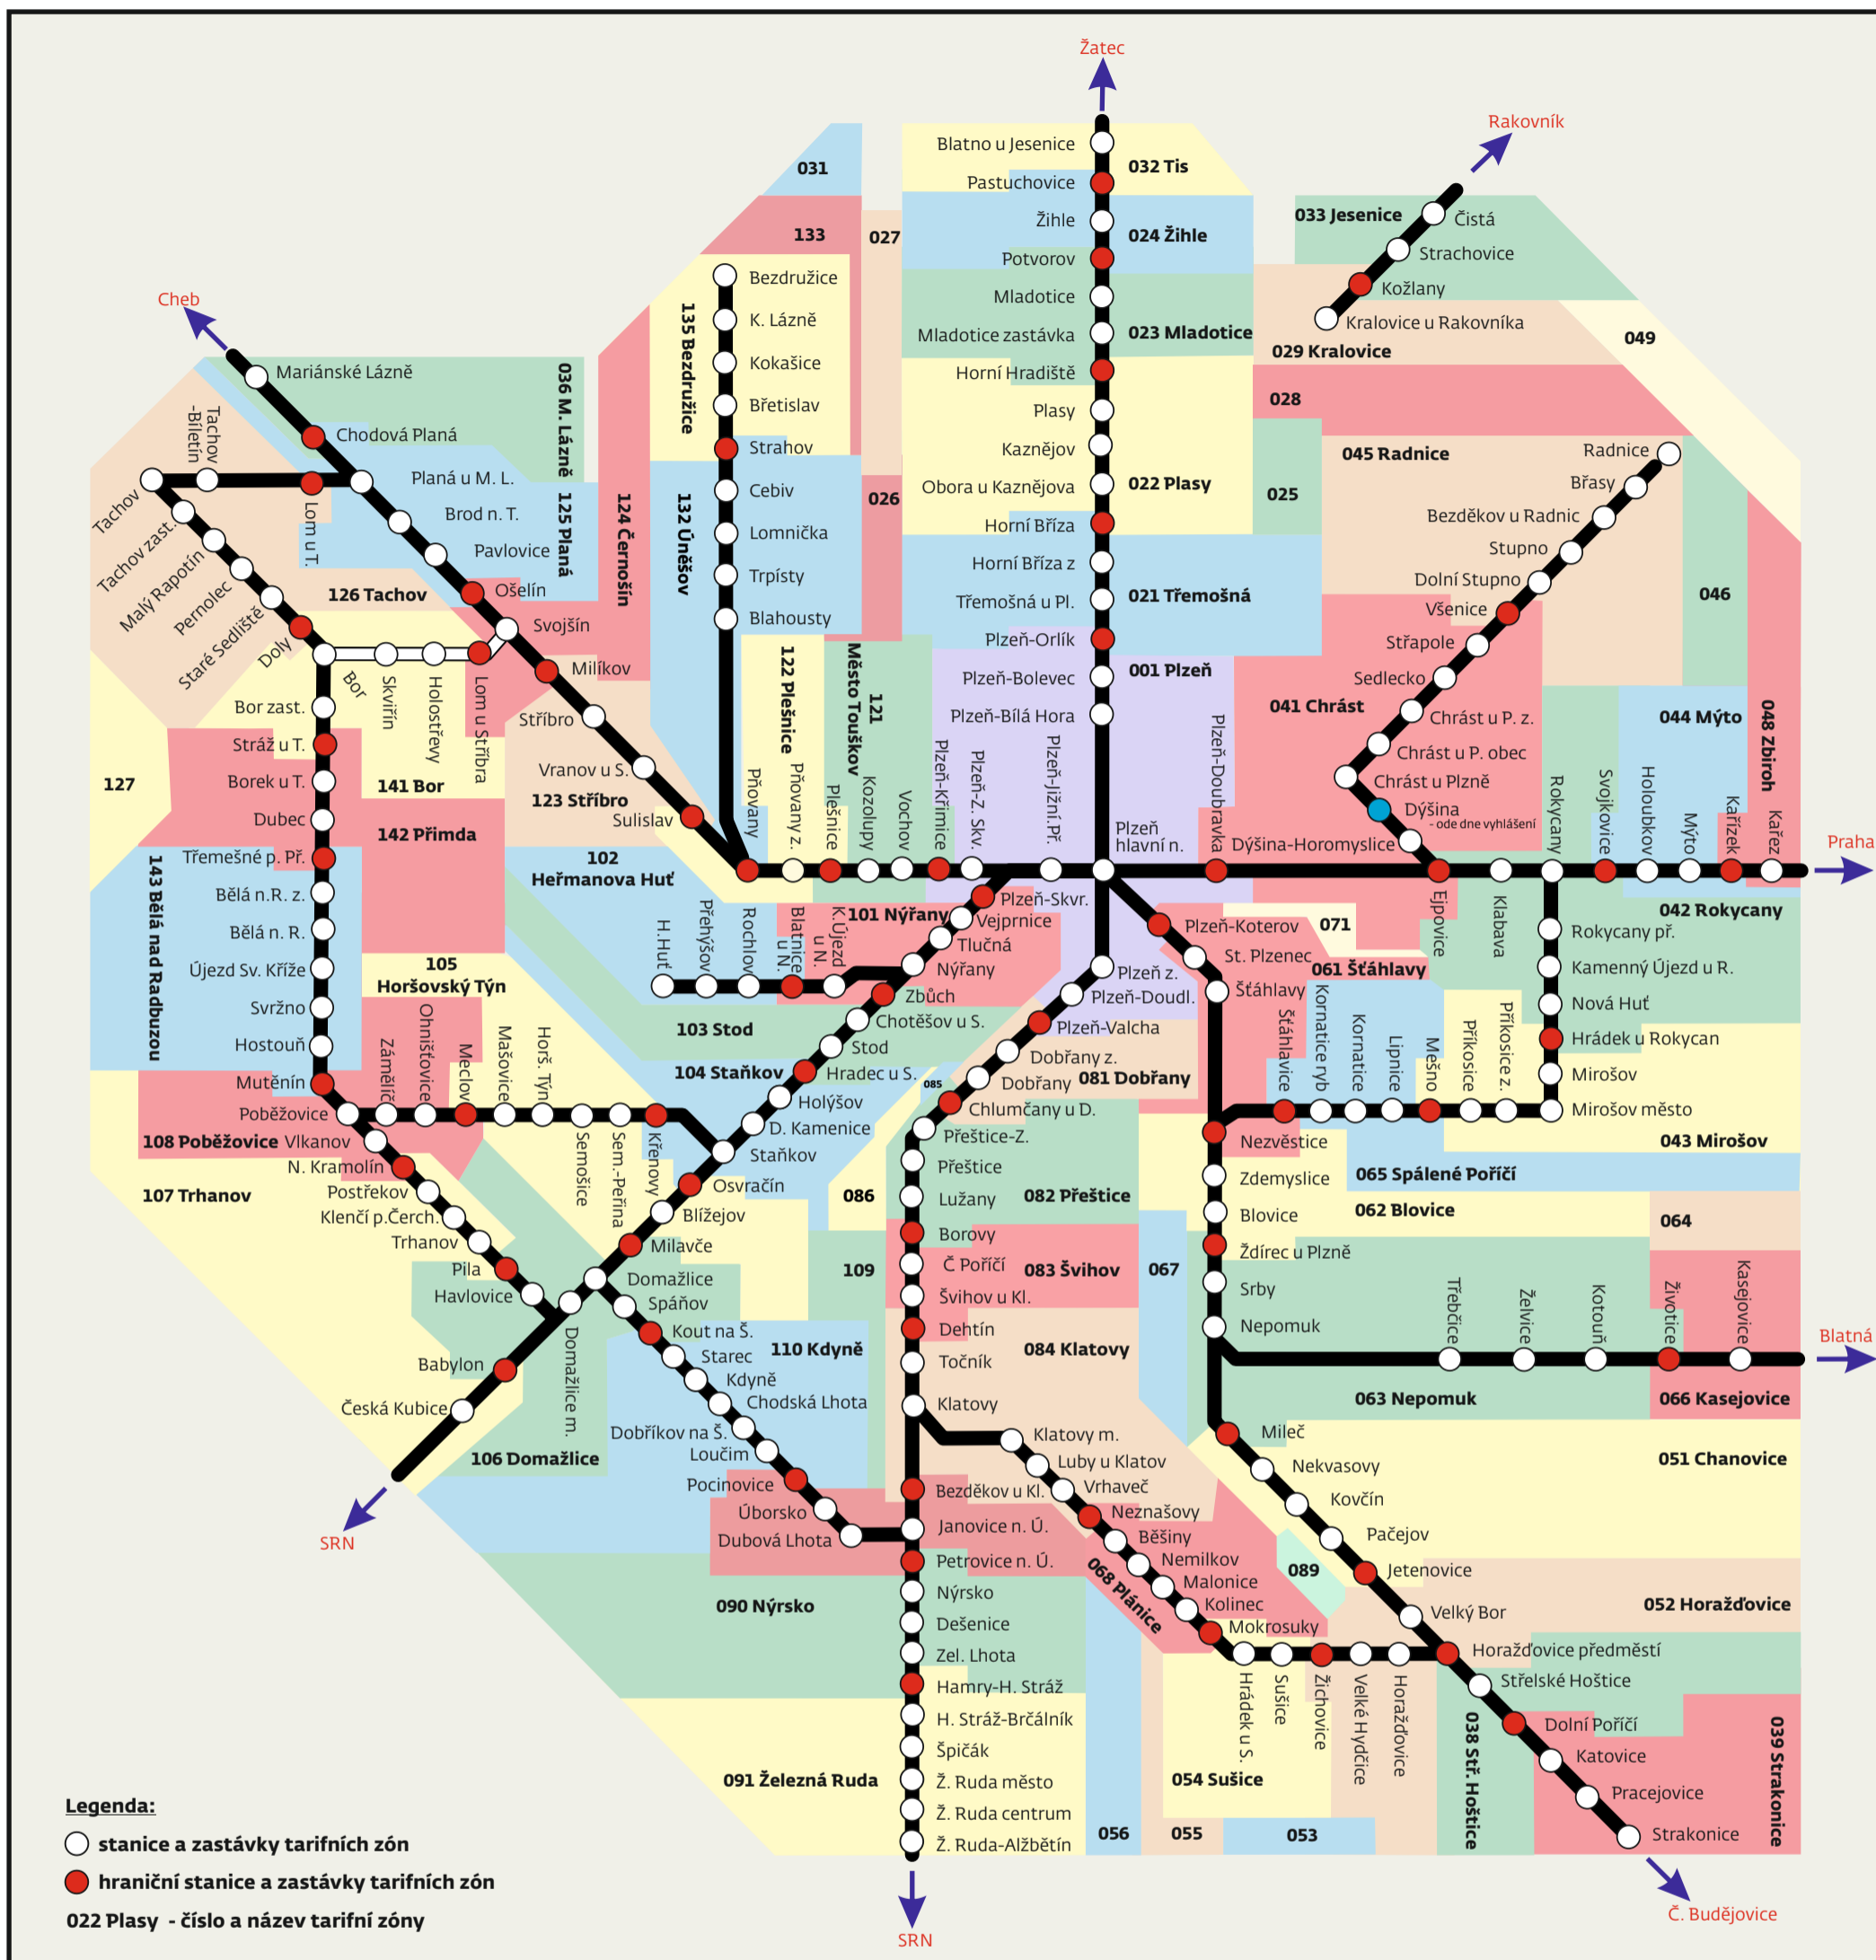 Žatec
Rakovník
Cheb
Praha
Blatná
Č. Budějovice
SRN
SRN
031
133
027
032 Tis
024 Žihle
023 Mladotice
022 Plasy
021 Třemošná
001 Plzeň
033 Jesenice
029 Kralovice
049
028
025
045 Radnice
046
041 Chrást
044 Mýto
048 Zbiroh
042 Rokycany
071
061 Šťáhlavy
043 Mirošov
065 Spálené Poříčí
062 Blovice
064
067
063 Nepomuk
066 Kasejovice
051 Chanovice
089
052 Horažďovice
038 Stř. Hoštice
039 Strakonice
054 Sušice
053
055
056
068 Plánice
036 M. Lázně
125 Planá
124 Černošín
135 Bezdružice
132 Úněšov
026
126 Tachov
127
141 Bor
142 Přimda
123 Stříbro
122 Plešnice
121
Město Touškov
102
Heřmanova Huť
101 Nýřany
103 Stod
104 Staňkov
105
Horšovský Týn
143 Bělá nad Radbuzou
108 Poběžovice
107 Trhanov
106 Domažlice
110 Kdyně
109
085
086
081 Dobřany
082 Přeštice
083 Švihov
084 Klatovy
090 Nýrsko
091 Železná Ruda
Blatno u Jesenice
Pastuchovice
Žihle
Potvorov
Mladotice
Mladotice zastávka
Horní Hradiště
Plasy
Kaznějov
Obora u Kaznějova
Horní Bříza
Horní Bříza z
Třemošná u Pl.
Plzeň-Orlík
Plzeň-Bolevec
Plzeň-Bílá Hora
Plzeň
hlavní n.
Čistá
Strachovice
Kožlany
Kralovice u Rakovníka
Radnice
Břasy
Bezděkov u Radnic
Stupno
Dolní Stupno
Všenice
Střapole
Sedlecko
Chrást u P. z.
Chrást u P. obec
Chrást u Plzně
Dýšina
- ode dne vyhlášení
Dýšina-Horomyslice
Plzeň-Doubravka
Ejpovice
Klabava
Rokycany
Svojkovice
Holoubkov
Mýto
Kařízek
Kařez
Rokycany př.
Kamenný Újezd u R.
Nová Huť
Hrádek u Rokycan
Mirošov
Mirošov město
Příkosice z.
Příkosice
Mešno
Lipnice
Kornatice
Kornatice ryb
Šťáhlavice
Plzeň-Koterov
St. Plzenec
Šťáhlavy
Nezvěstice
Zdemyslice
Blovice
Ždírec u Plzně
Srby
Nepomuk
Třebčice
Želvice
Kotouň
Životice
Kasejovice
Mileč
Nekvasovy
Kovčín
Pačejov
Jetenovice
Velký Bor
Horažďovice předměstí
Střelské Hoštice
Dolní Poříčí
Katovice
Pracejovice
Strakonice
Mariánské Lázně
Chodová Planá
Planá u M. L.
Brod n. T.
Pavlovice
Ošelín
Svojšín
Milíkov
Stříbro
Vranov u S.
Sulislav
Pňovany
Pňovany z.
Plešnice
Kozolupy
Vochov
Plzeň-Křimice
Plzeň-Z. Skv.
Plzeň-Jižní.Př.
Bezdružice
K. Lázně
Kokašice
Břetislav
Strahov
Cebiv
Lomnička
Trpísty
Blahousty
Lom u T.
Tachov
-Bíletín
Tachov
Tachov zast.
Malý Rapotín
Pernolec
Staré Sedliště
Doly
Bor
Skviřín
Holostřevy
Lom u Stříbra
Bor zast.
Stráž u T.
Borek u T.
Dubec
Třemešné p. Př.
Bělá n.R. z.
Bělá n. R.
Újezd Sv. Kříže
Svržno
Hostouň
Mutěnín
Poběžovice
Zámělíč
Ohnišťovice
Meclov
Mašovice
Horš. Týn
Semošice
Sem.-Peřina
Křenovy
Vlkanov
N. Kramolín
Postřekov
Klenčí p.Čerch.
Trhanov
Pila
Havlovice
Domažlice m.
Babylon
Česká Kubice
Plzeň-Skvr.
Vejprnice
Tlučná
Nýřany
Zbůch
Chotěšov u S.
Stod
Hradec u S.
Holýšov
D. Kamenice
Staňkov
Osvračín
Blížejov
Milavče
Domažlice
H.Huť
Přehýšov
Rochlov
Blatnice
u N.
K.Újezd
u N.
Spáňov
Kout na Š.
Starec
Kdyně
Chodská Lhota
Dobříkov na Š.
Loučim
Pocinovice
Úborsko
Dubová Lhota
Plzeň z.
Plzeň-Doudl.
Plzeň-Valcha
Dobřany z.
Dobřany
Chlumčany u D.
Přeštice-Z.
Přeštice
Lužany
Borovy
Č Poříčí
Švihov u Kl.
Dehtín
Točník
Klatovy
Bezděkov u Kl.
Janovice n. Ú.
Petrovice n. Ú.
Nýrsko
Dešenice
Zel. Lhota
Hamry-H. Stráž
H. Stráž-Brčálník
Špičák
Ž. Ruda město
Ž. Ruda centrum
Ž. Ruda-Alžbětín
Klatovy m.
Luby u Klatov
Vrhaveč
Neznašovy
Běšiny
Nemilkov
Malonice
Kolinec
Mokrosuky
Hrádek u S.
Sušice
Žichovice
Velké Hydčice
Horažďovice
Legenda:
stanice a zastávky tarifních zón
hraniční stanice a zastávky tarifních zón
022 Plasy - číslo a název tarifní zóny